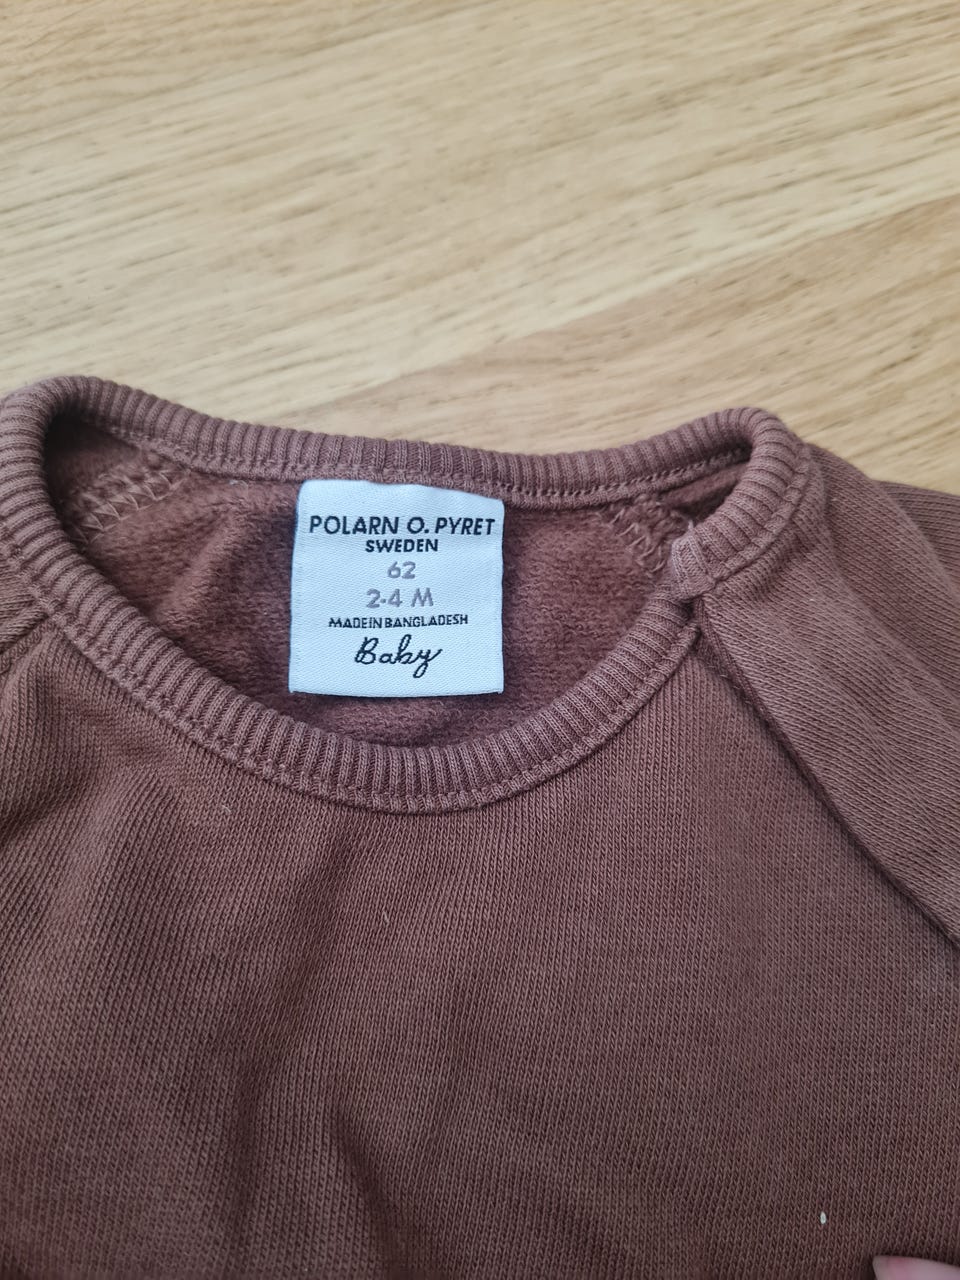 POLARN O. PYRET
SWEDEN
62
2-4 M
MADE IN BANGLADESH
Baby